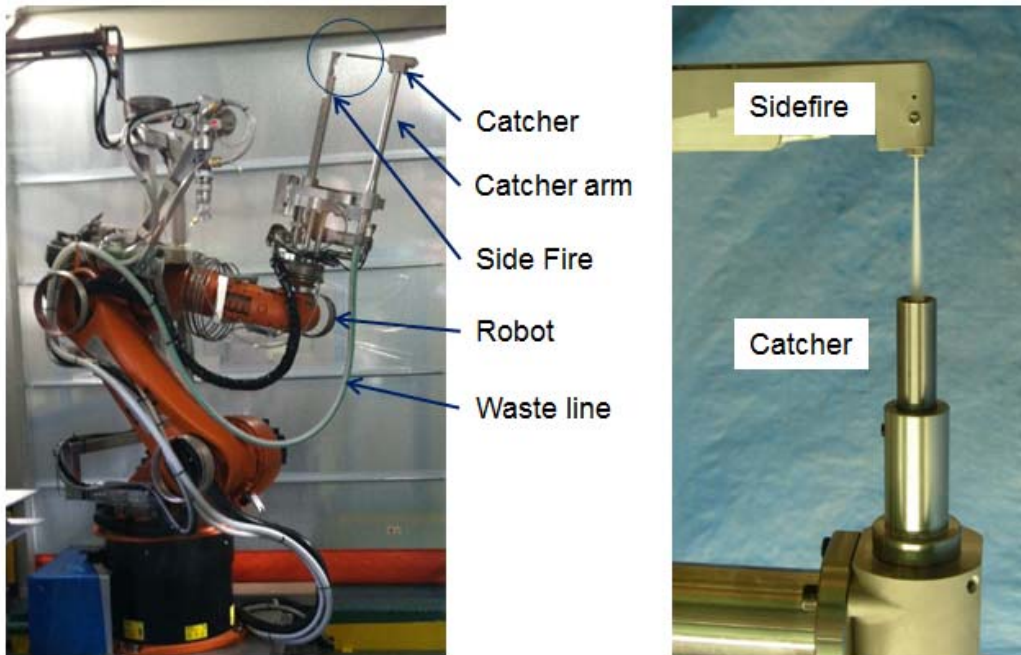 Catcher
Catcher arm
Side Fire
Robot
Waste line
Sidefire
Catcher